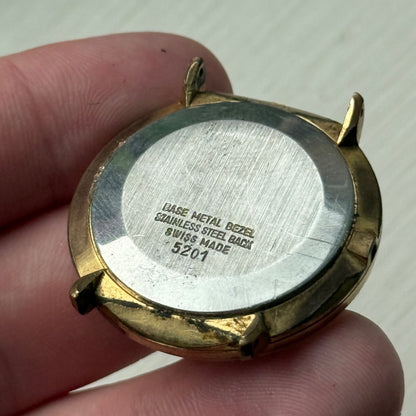 BASE METAL BEZEL
STAINLESS STEEL BACK
SWISS MADE
5201